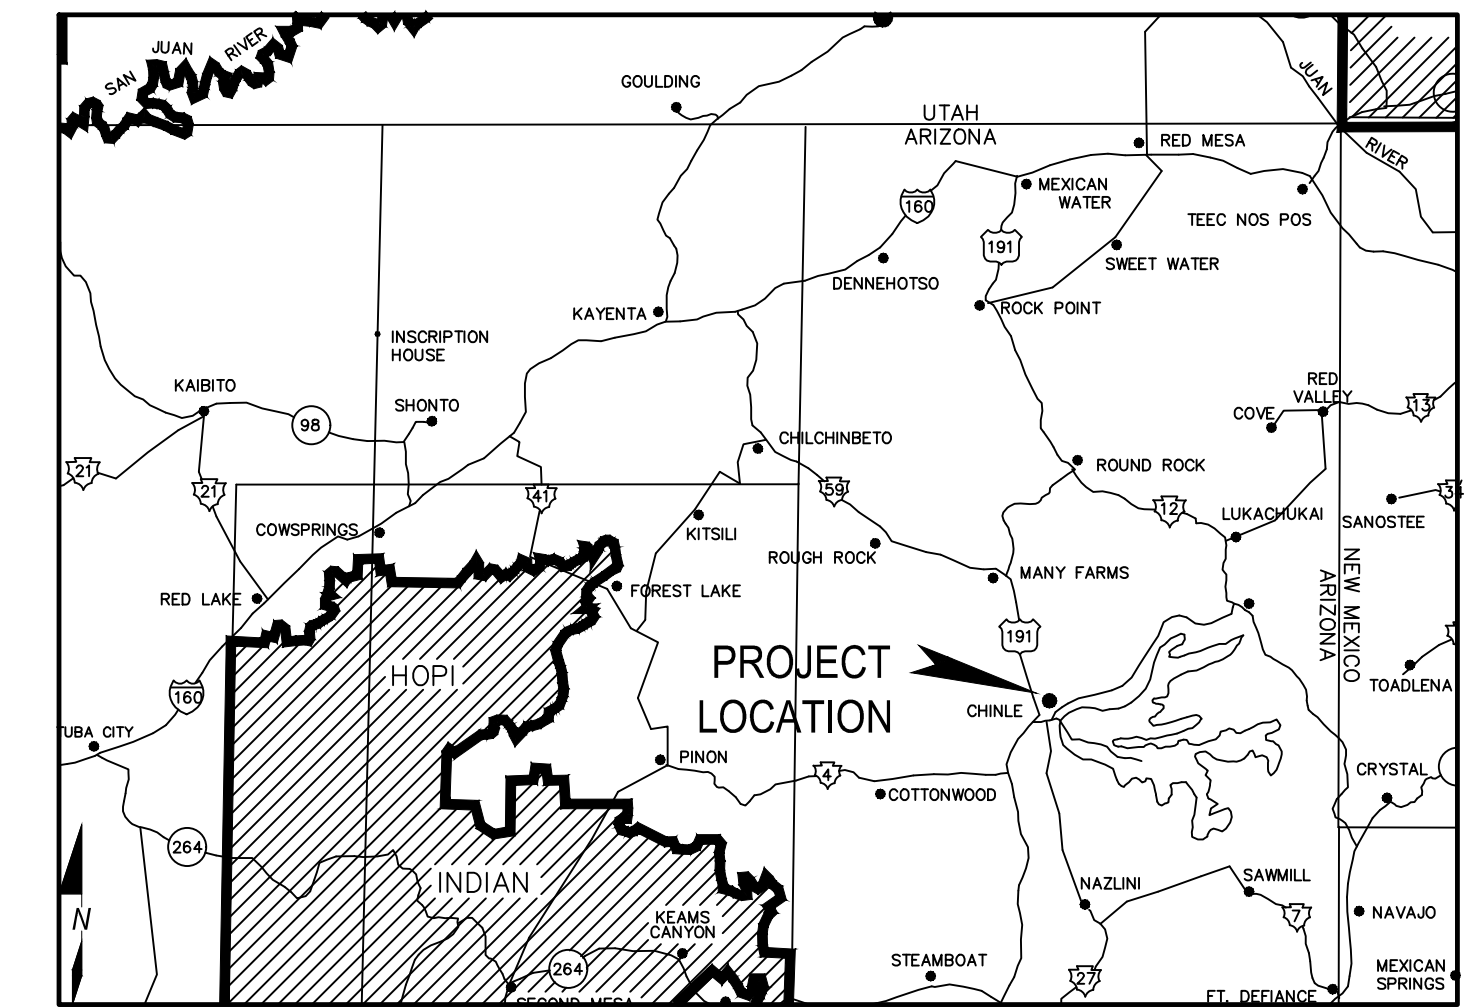 SAN JUAN RIVER
GOULDING
UTAH
ARIZONA
JUAN
RIVER
RED MESA
MEXICAN
WATER
160
TEEC NOS POS
191
SWEET WATER
DENNEHOTSO
KAYENTA
ROCK POINT
INSCRIPTION
HOUSE
KAIBITO
SHONTO
98
RED
VALLEY
13
COVE
CHILCHINBETO
21
21
41
59
ROUND ROCK
12
LUKACHUKAI
SANOSTEE
34
COWSPRINGS
KITSILI
ROUGH ROCK
MANY FARMS
NEW MEXICO
ARIZONA
RED LAKE
FOREST LAKE
191
HOPI
PROJECT
LOCATION
160
CHINLE
TOADLENA
TUBA CITY
PINON
4
COTTONWOOD
CRYSTAL
264
INDIAN
NAZLINI
SAWMILL
7
NAVAJO
KEAMS
CANYON
N
264
STEAMBOAT
27
MEXICAN
SPRINGS
SECOND MESA
FT. DEFIANCE